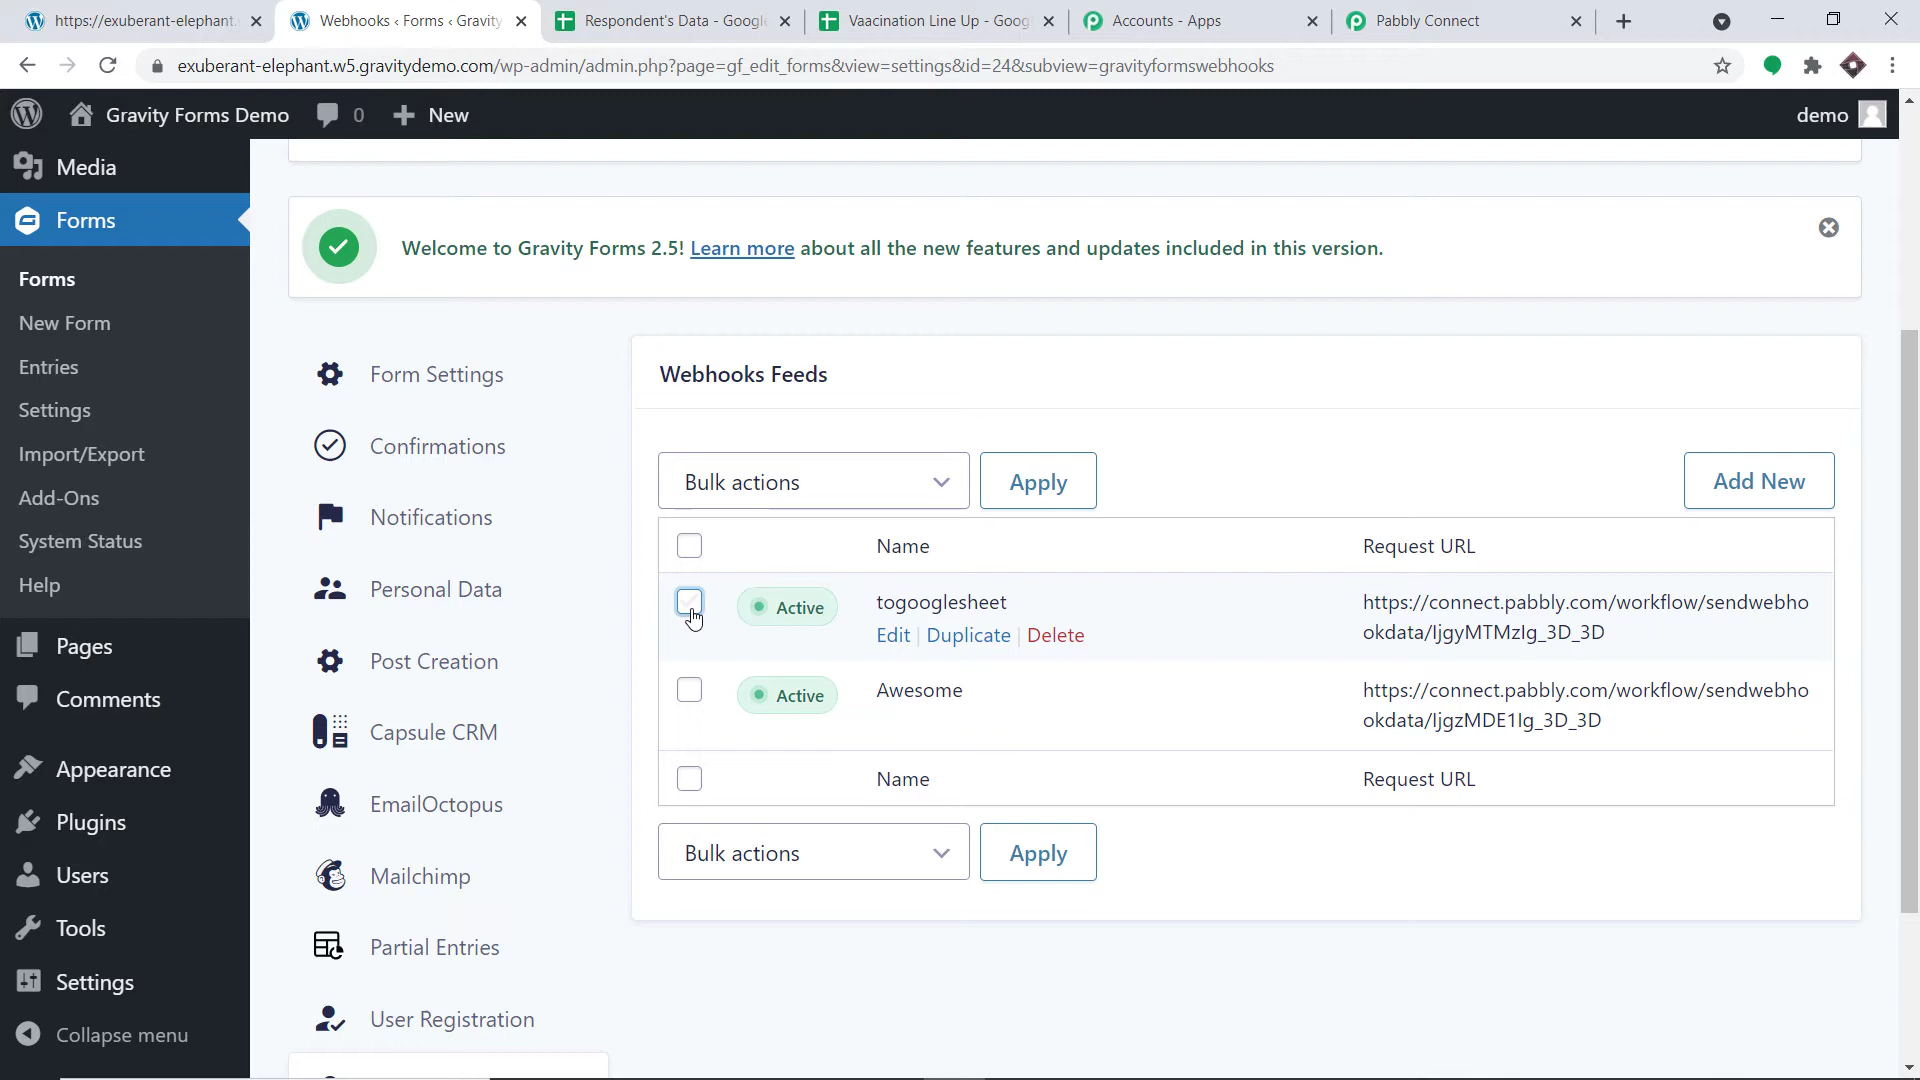 https://exuberant-elephant.
Webhooks ‹ Forms ‹ Gravity
Respondent's Data - Google
Vaacination Line Up - Goog
Accounts - Apps
Pabbly Connect
exuberant-elephant.w5.gravitydemo.com/wp-admin/admin.php?page=gf_edit_forms&view=settings&id=24&subview=gravityformswebhooks
Gravity Forms Demo
0
New
demo
Media
Forms
Forms
New Form
Entries
Settings
Import/Export
Add-Ons
System Status
Help
Pages
Comments
Appearance
Plugins
Users
Tools
Settings
Collapse menu
Welcome to Gravity Forms 2.5! Learn more about all the new features and updates included in this version.
Form Settings
Confirmations
Notifications
Personal Data
Post Creation
Capsule CRM
EmailOctopus
Mailchimp
Partial Entries
User Registration
Webhooks Feeds
Bulk actions
Apply
Add New
Name
Request URL
Active
togooglesheet
https://connect.pabbly.com/workflow/sendwebho
okdata/IjgyMTMzIg_3D_3D
Edit | Duplicate | Delete
Active
Awesome
https://connect.pabbly.com/workflow/sendwebho
okdata/IjgzMDE1Ig_3D_3D
Name
Request URL
Bulk actions
Apply